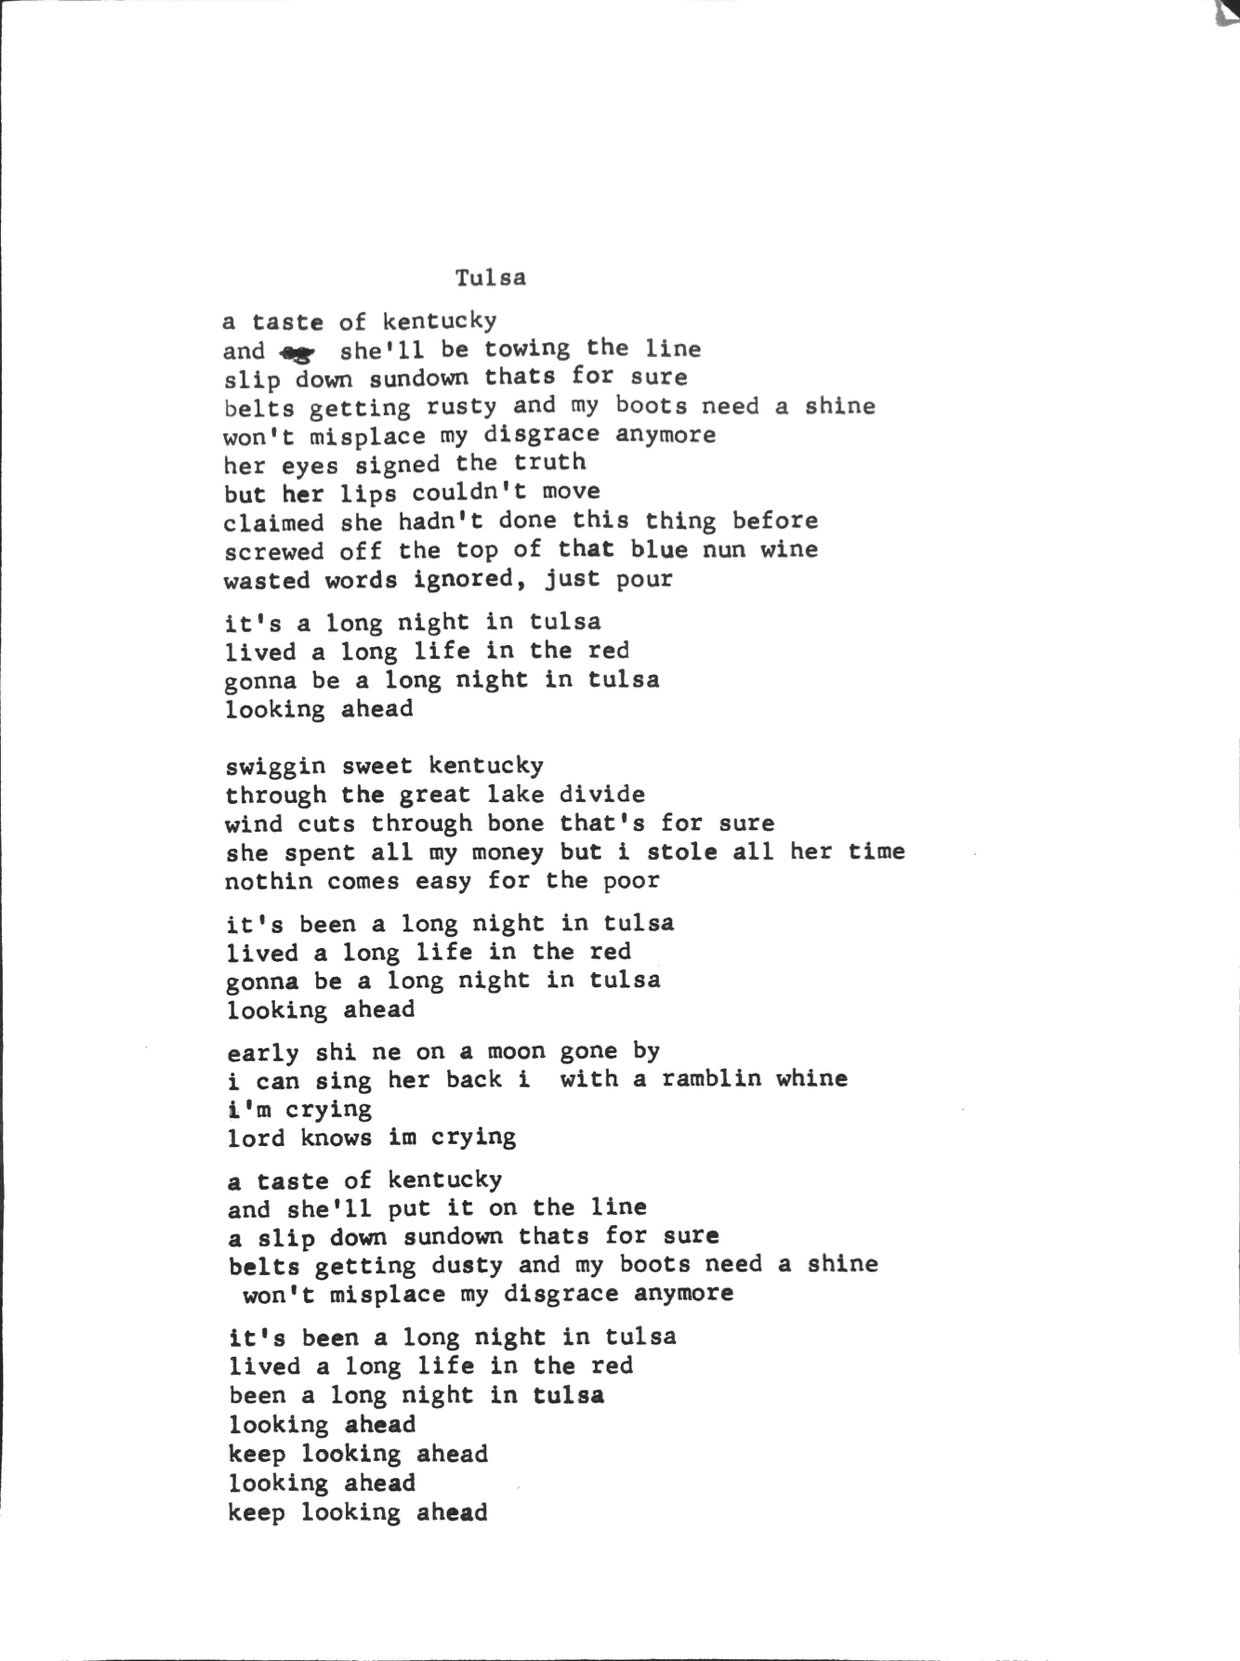 Tulsa
a taste of kentucky
and she'll be towing the line
slip down sundown thats for sure
belts getting rusty and my boots need a shine
won't misplace my disgrace anymore
her eyes signed the truth
but her lips couldn't move
claimed she hadn't done this thing before
screwed off the top of that blue nun wine
wasted words ignored, just pour
it's a long night in tulsa
lived a long life in the red
gonna be a long night in tulsa
looking ahead
swiggin sweet kentucky
through the great lake divide
wind cuts through bone that's for sure
she spent all my money but i stole all her time
nothin comes easy for the poor
it's been a long night in tulsa
lived a long life in the red
gonna be a long night in tulsa
looking ahead
early shi ne on a moon gone by
i can sing her back i  with a ramblin whine
i'm crying
lord knows im crying
a taste of kentucky
and she'll put it on the line
a slip down sundown thats for sure
belts getting dusty and my boots need a shine
won't misplace my disgrace anymore
it's been a long night in tulsa
lived a long life in the red
been a long night in tulsa
looking ahead
keep looking ahead
looking ahead
keep looking ahead